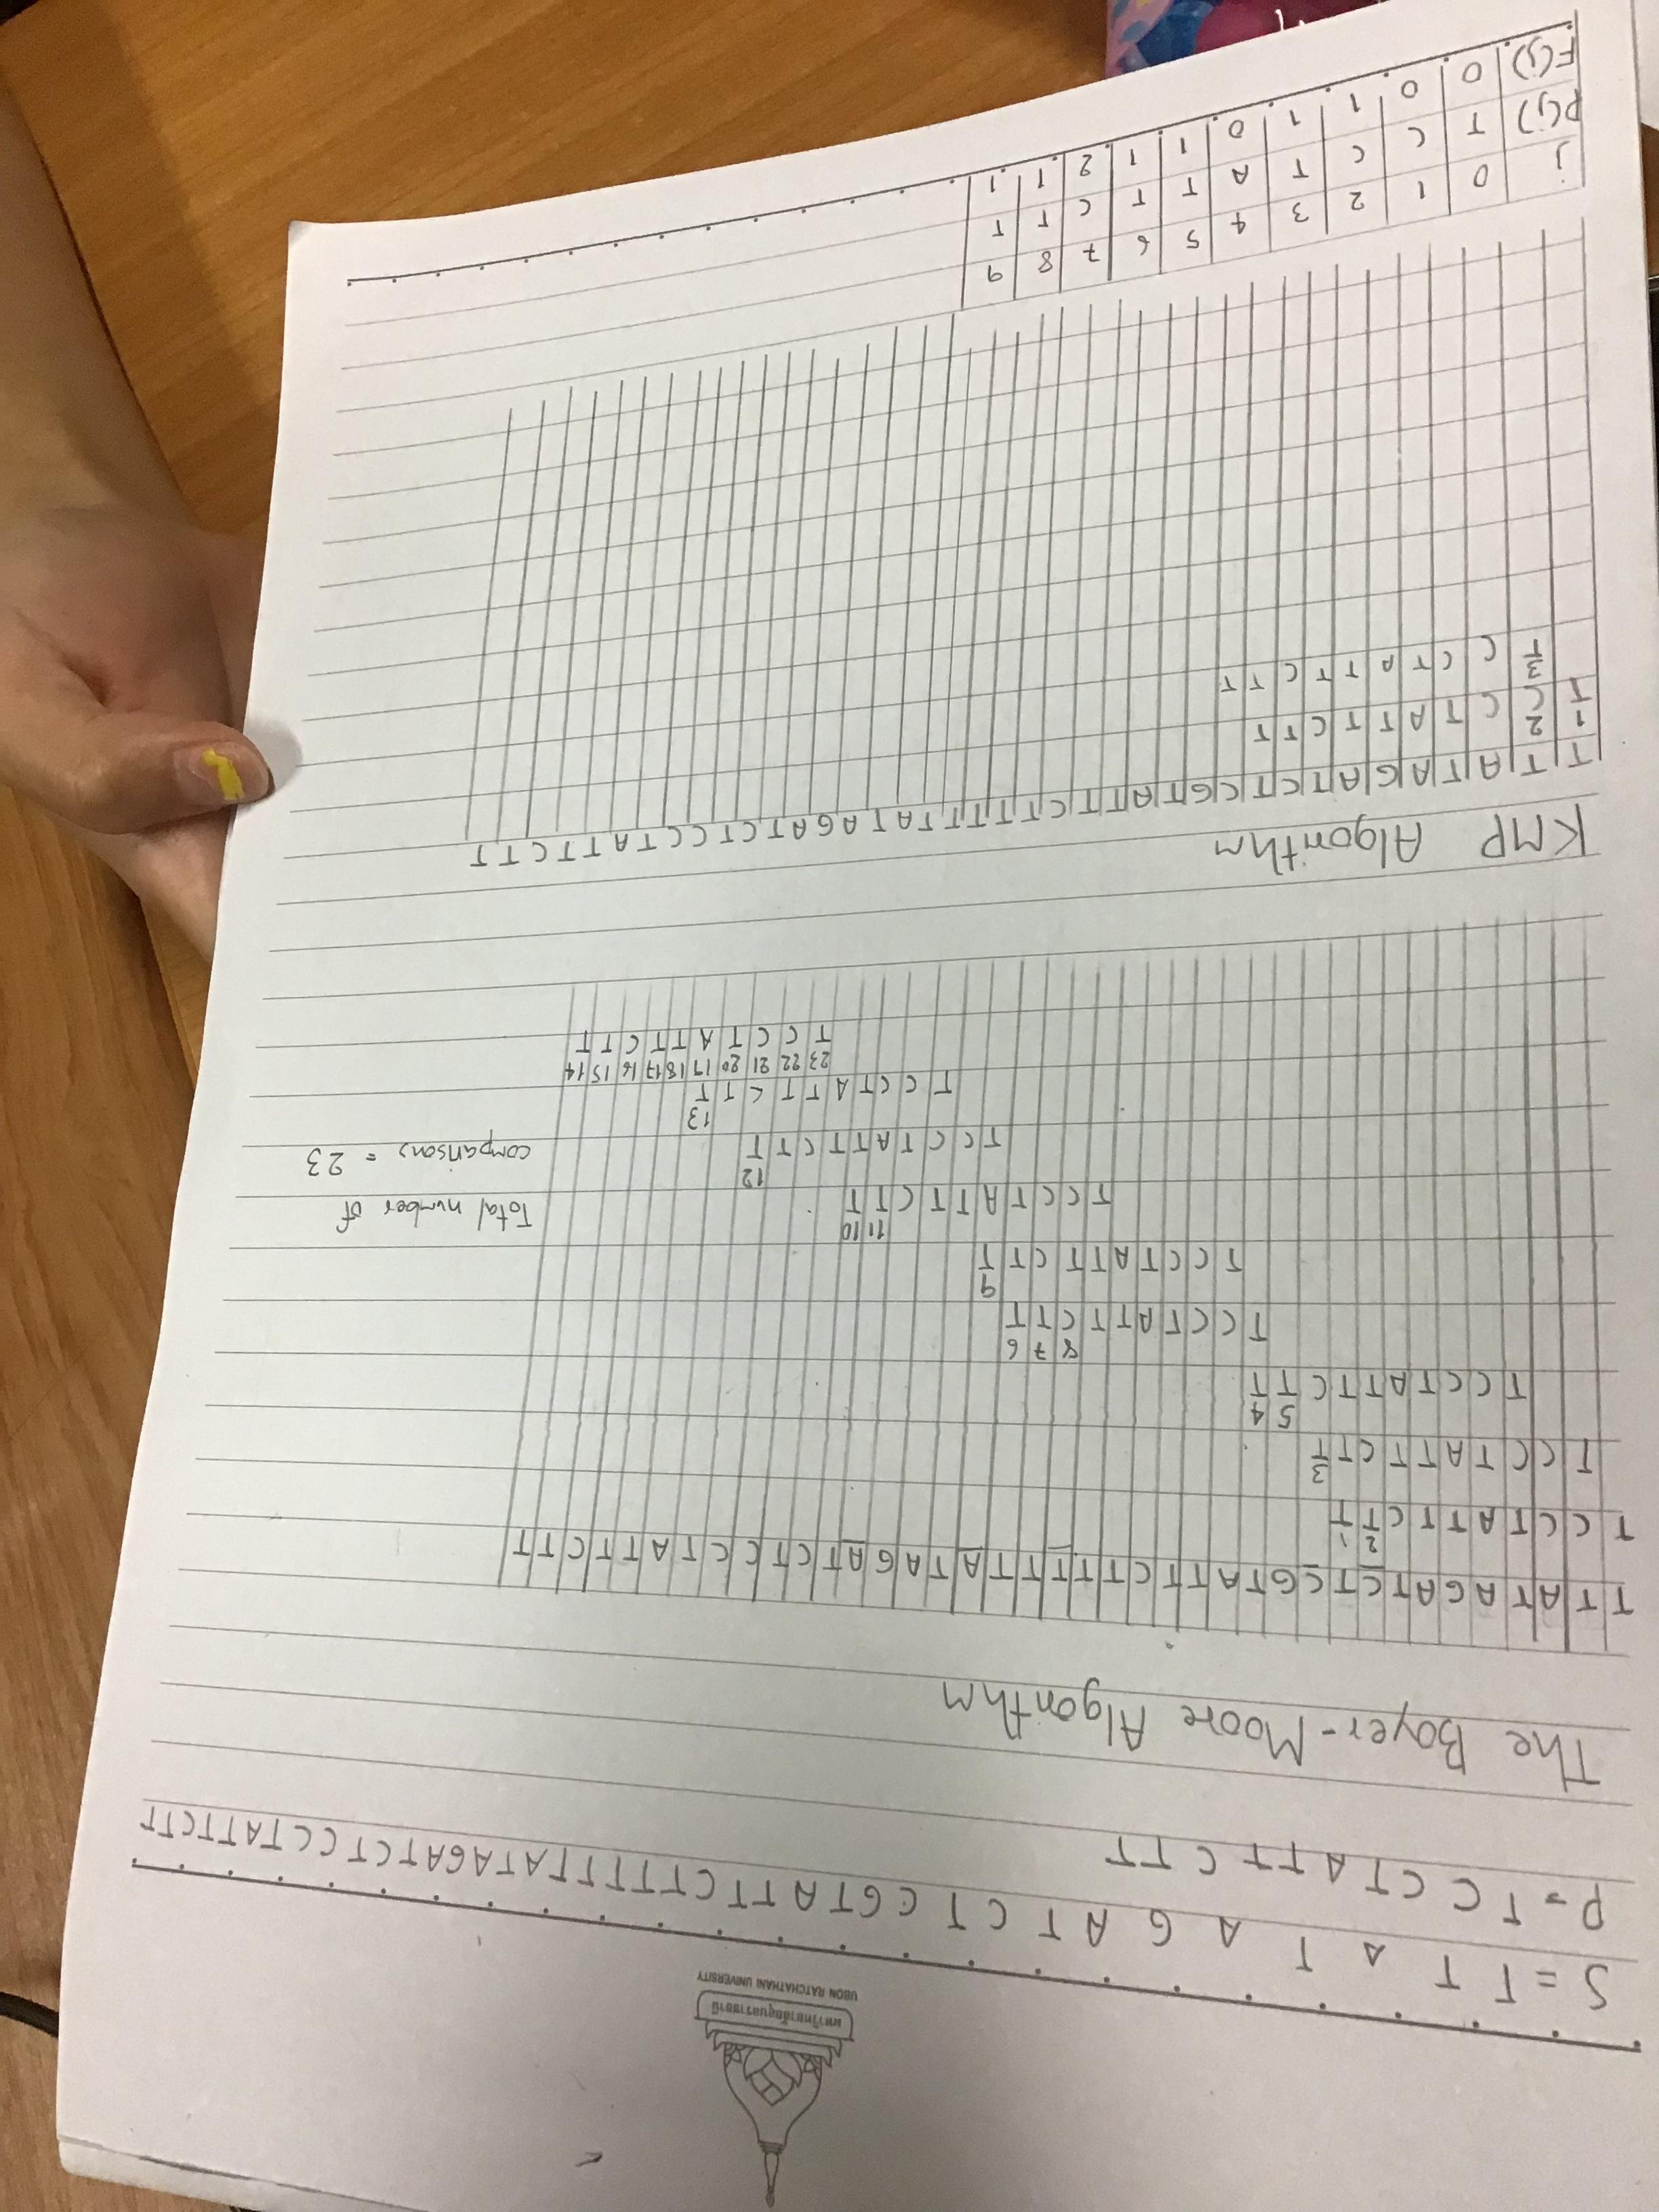 มหาวิทยาลัยอุบลราชธานี
UBON RATCHATHANI UNIVERSITY
S = T T A T A G A T C T C G T A T T C T T T T T A T A G A T C T C C T A T T C T T
P = T C C T A T T C T T
The Boyer-Moore Algorithm
T T A T A G A T C T C G T A T T C T T T T T A T A G A T C T C C T A T T C T T
2 1
T C C T A T T C T T
3
T C C T A T T C T T
5 4
T C C T A T T C T T
8 7 6
T C C T A T T C T T
9
T C C T A T T C T T
11 10
T C C T A T T C T T
Total number of
12
T C C T A T T C T T
comparisons = 23
13
T C C T A T T C T T
23 22 21 20 19 18 17 16 15 14
T C C T A T T C T T
KMP Algorithm
T T A T A G A T C T C G T A T T C T T T T T A T A G A T C T C C T A T T C T T
1 2
T C C T A T T C T T
3
T C C T A T T C T T
j 0 1 2 3 4 5 6 7 8 9
P(j) T C C T A T T C T T
F(j) 0 0 1 1 0 1 1 2 1 1